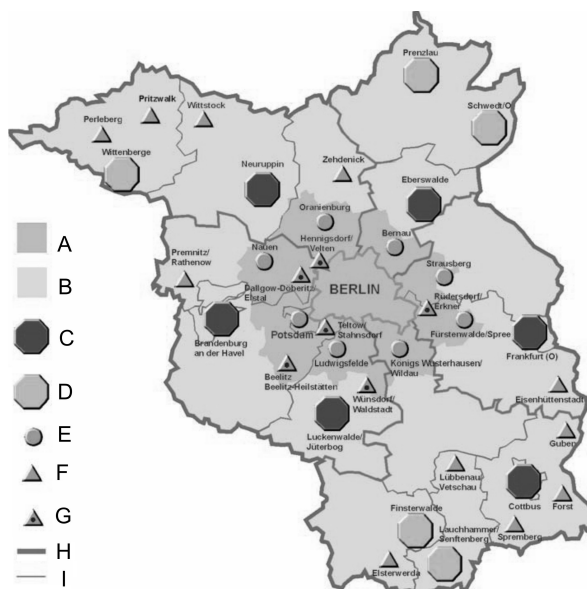 Prenzlau
Schwedt/O
Pritzwalk
Wittstock
Perleberg
Wittenberge
Neuruppin
Zehdenick
Eberswalde
Oranienburg
Hennigsdorf/
Velten
Bernau
Nauen
Premnitz/
Rathenow
Dallgow-Döberitz
Elstal
BERLIN
Strausberg
Rüdersdorf/
Erkner
Brandenburg
an der Havel
Potsdam
Teltow/
Stahnsdorf
Fürstenwalde/Spree
Frankfurt (O)
Ludwigsfelde
Königs Wusterhausen/
Wildau
Beelitz
Beelitz-Heilstätten
Wünsdorf/
Waldstadt
Eisenhüttenstadt
Luckenwalde/
Jüterbog
Guben
Lübbenau
Vetschau
Cottbus
Forst
Finsterwalde
Lauchhammer/
Senftenberg
Spremberg
Elsterwerda
A
B
C
D
E
F
G
H
I